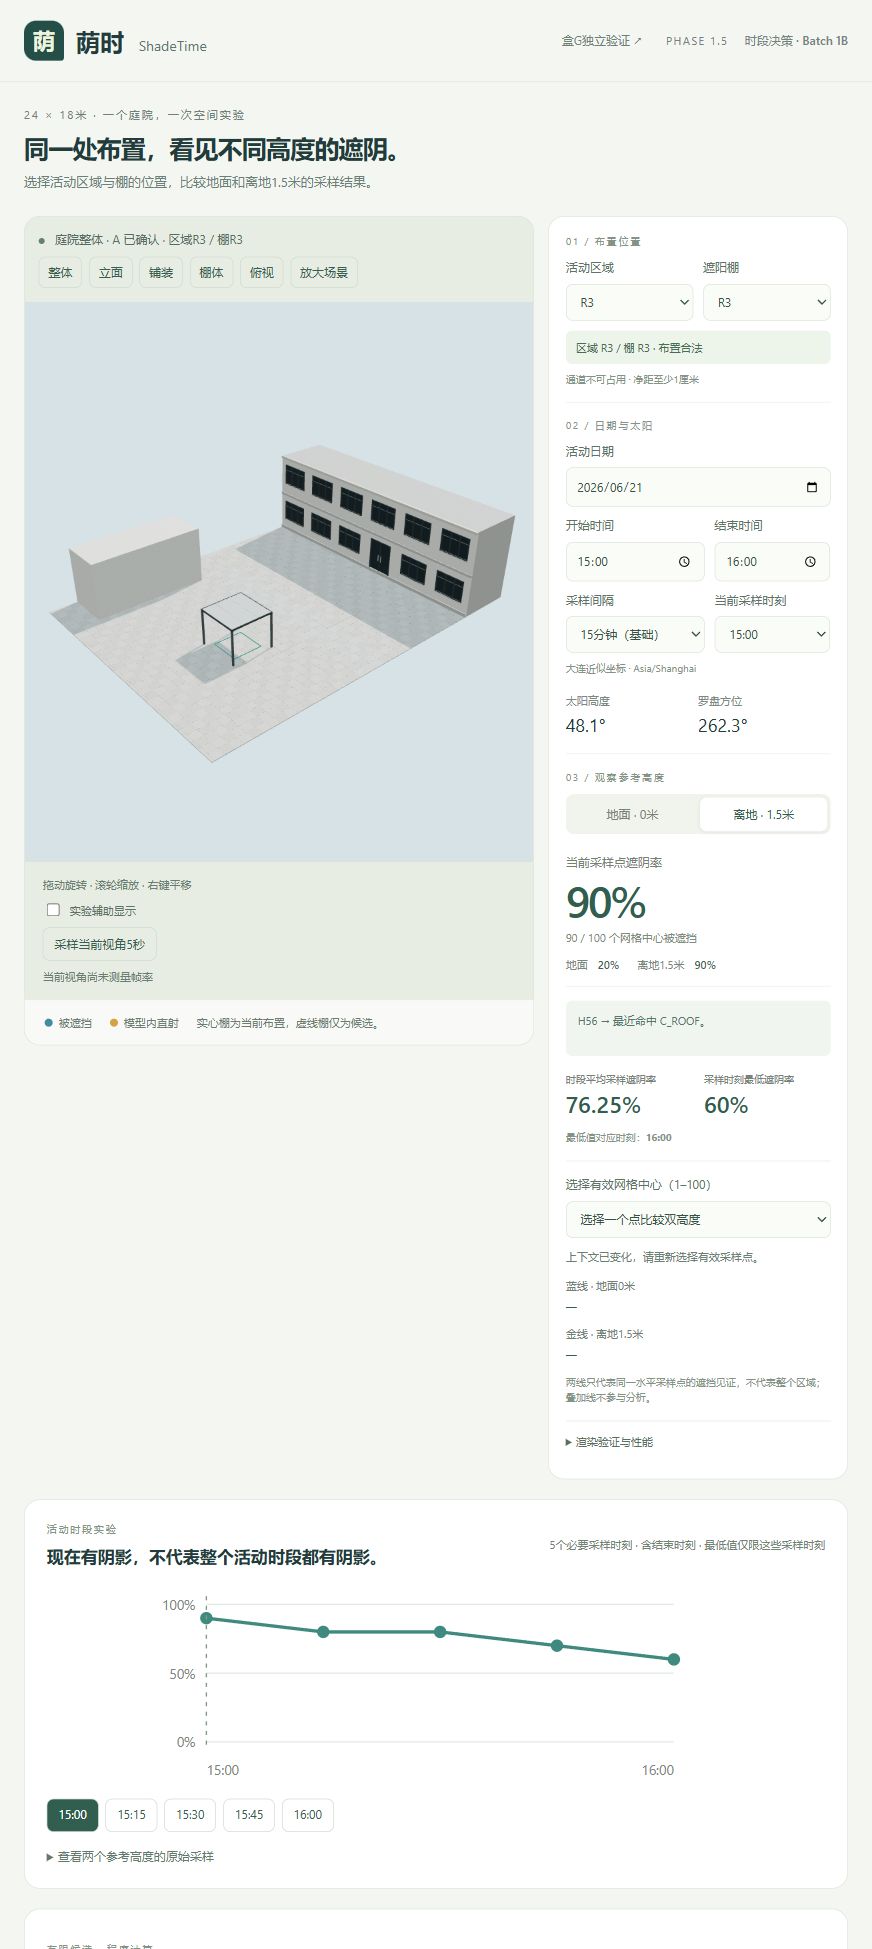 荫 荫时 ShadeTime
盒G独立验证 ↗ PHASE 1.5 时段决策 · Batch 1B
24 × 18米 · 一个庭院，一次空间实验
同一处布置，看见不同高度的遮阴。
选择活动区域与棚的位置，比较地面和离地1.5米的采样结果。
庭院整体 · A 已确认 · 区域R3 / 棚R3
整体 立面 铺装 棚体 俯视 放大场景
拖动旋转 · 滚轮缩放 · 右键平移
实验辅助显示
采样当前视角5秒
当前视角尚未测量帧率
被遮挡 模型内直射 实心棚为当前布置，虚线棚仅为候选。
01 / 布置位置
活动区域 遮阳棚
R3 R3
区域 R3 / 棚 R3 · 布置合法
通道不可占用 · 净距至少1厘米
02 / 日期与太阳
活动日期
2026/06/21
开始时间 结束时间
15:00 16:00
采样间隔 当前采样时刻
15分钟（基础） 15:00
大连近似坐标 · Asia/Shanghai
太阳高度 罗盘方位
48.1° 262.3°
03 / 观察参考高度
地面 · 0米 离地 · 1.5米
当前采样点遮阴率
90%
90 / 100 个网格中心被遮挡
地面 20% 离地1.5米 90%
H56 → 最近命中 C_ROOF。
时段平均采样遮阴率 采样时刻最低遮阴率
76.25% 60%
最低值对应时刻：16:00
选择有效网格中心（1–100）
选择一个点比较双高度
上下文已变化，请重新选择有效采样点。
蓝线 · 地面0米
—
金线 · 离地1.5米
—
两线只代表同一水平采样点的遮挡见证，不代表整个区域；
叠加线不参与分析。
▶ 渲染验证与性能
活动时段实验
现在有阴影，不代表整个活动时段都有阴影。
5个必要采样时刻 · 含结束时刻 · 最低值仅限这些采样时刻
100%
50%
0%
15:00 16:00
15:00 15:15 15:30 15:45 16:00
▶ 查看两个参考高度的原始采样